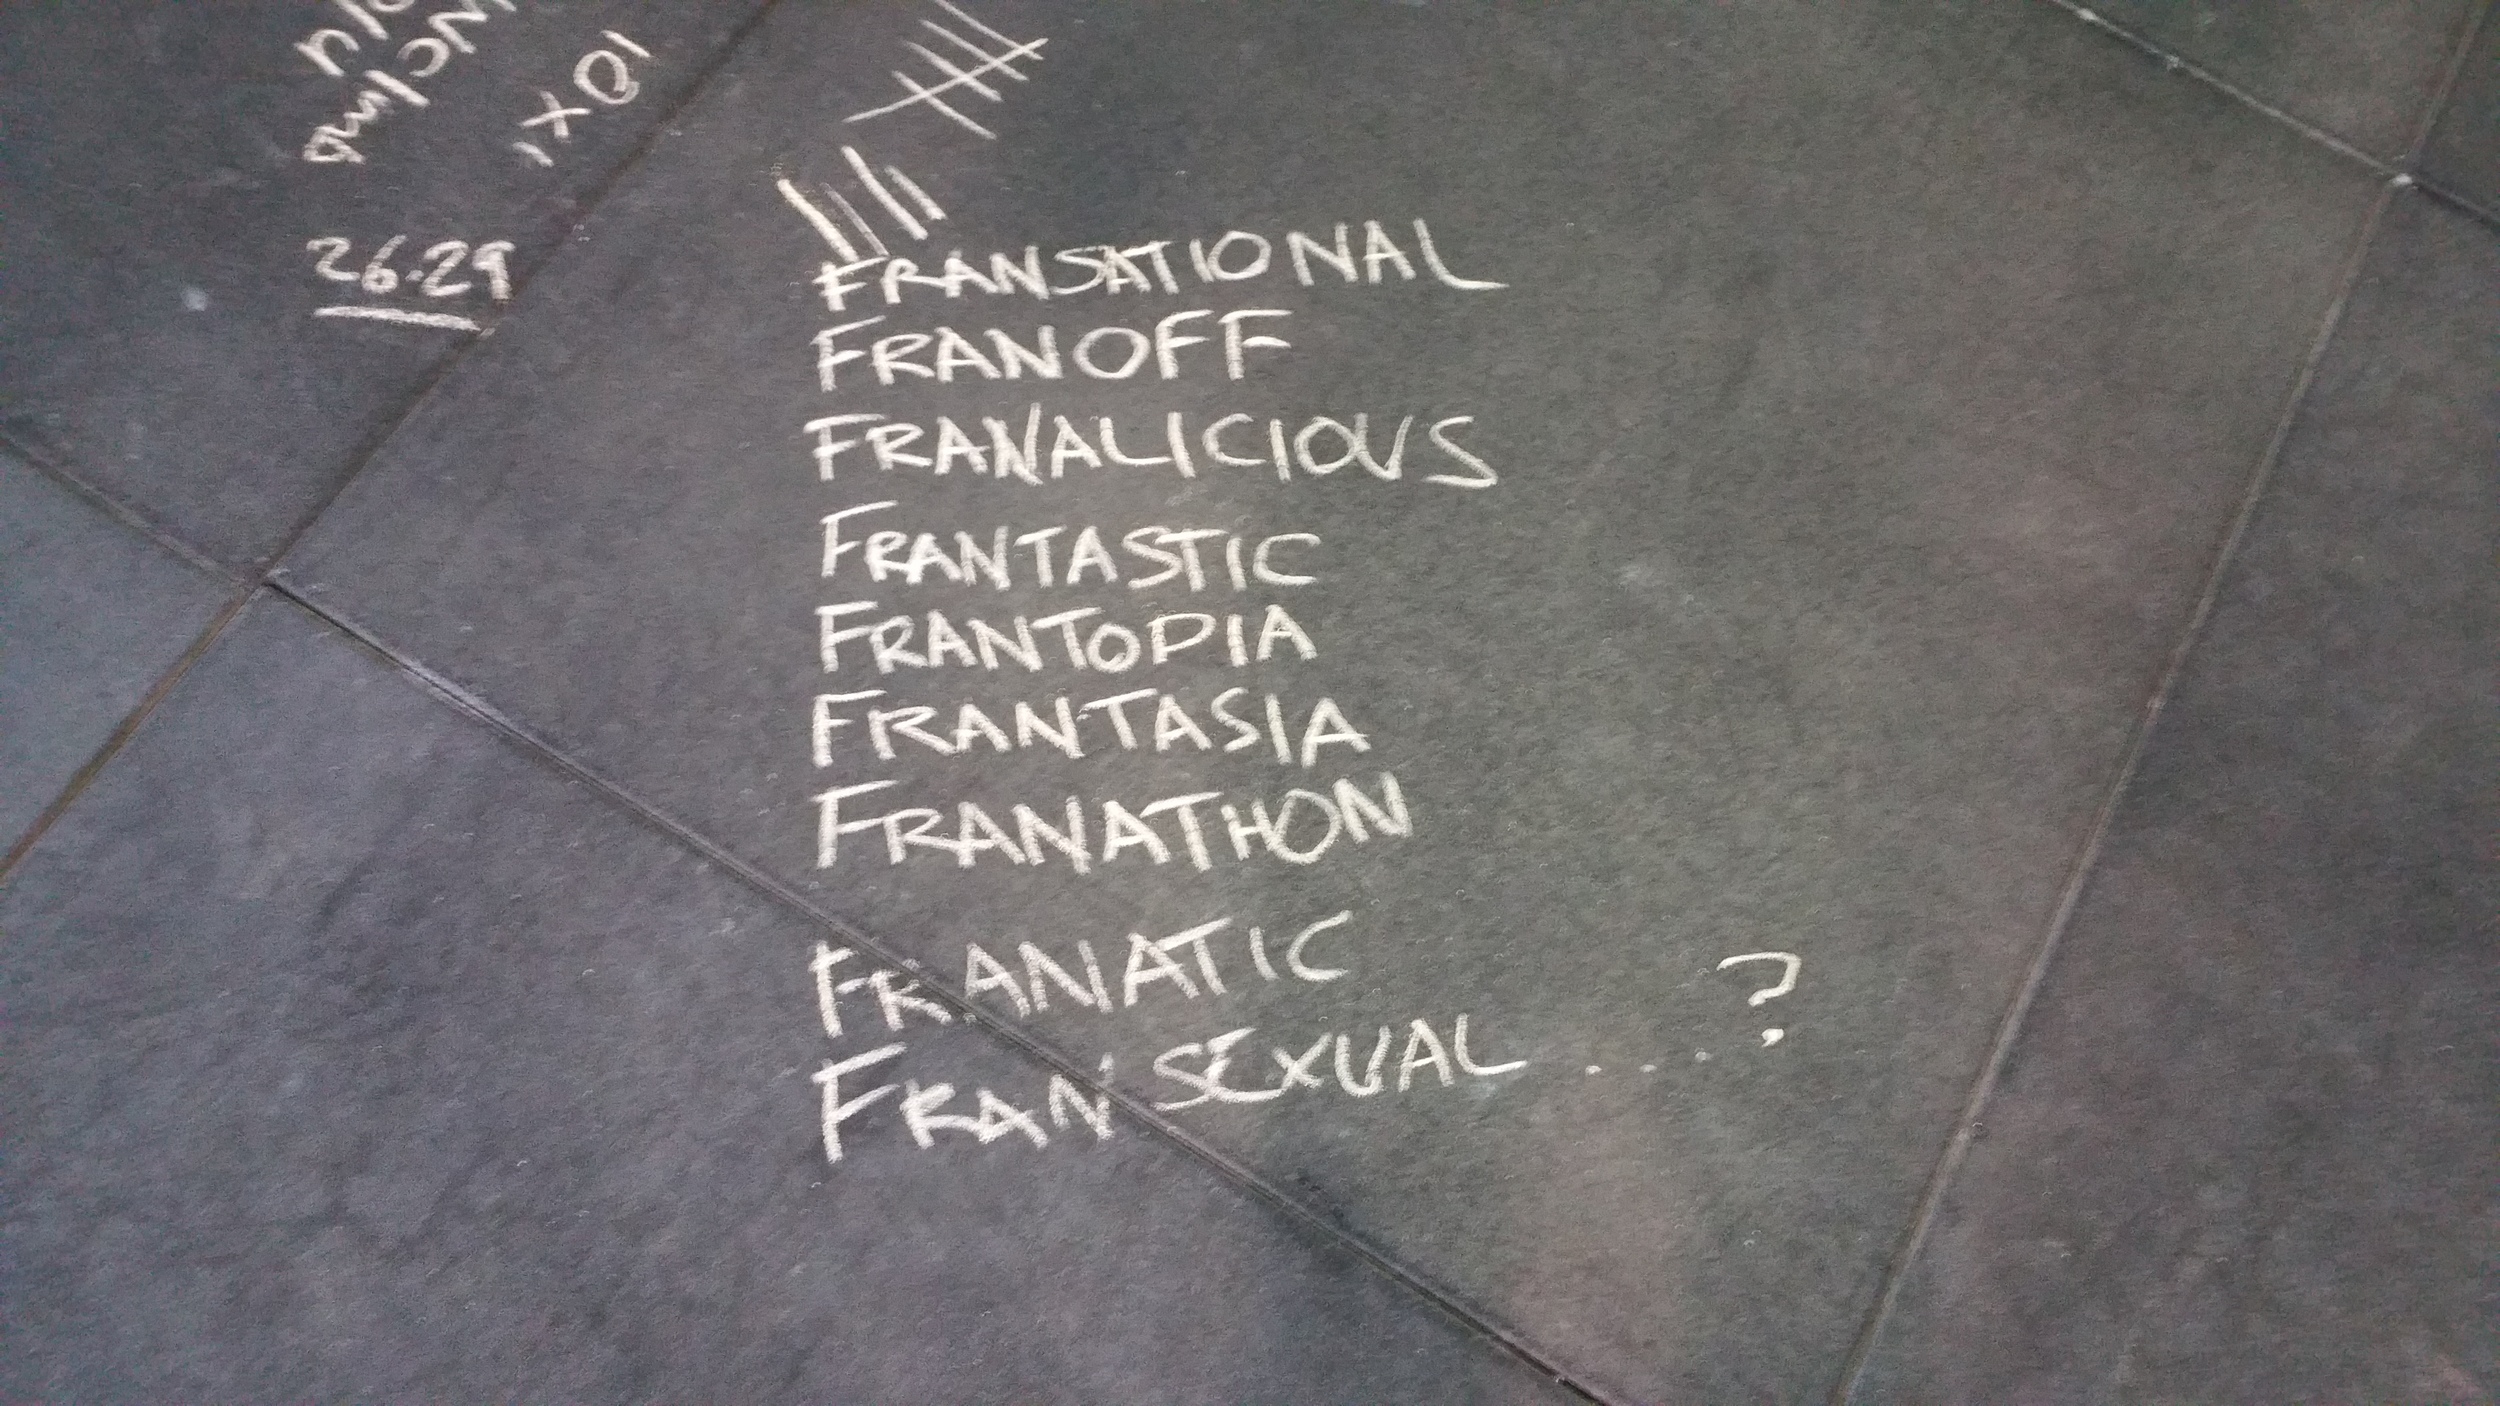 26.29
FRANSATIONAL
FRANOFF
FRANALICIOUS
FRANTASTIC
FRANTOPIA
FRANTASIA
FRANATHON
FRANATIC
FRANSEXUAL ...?